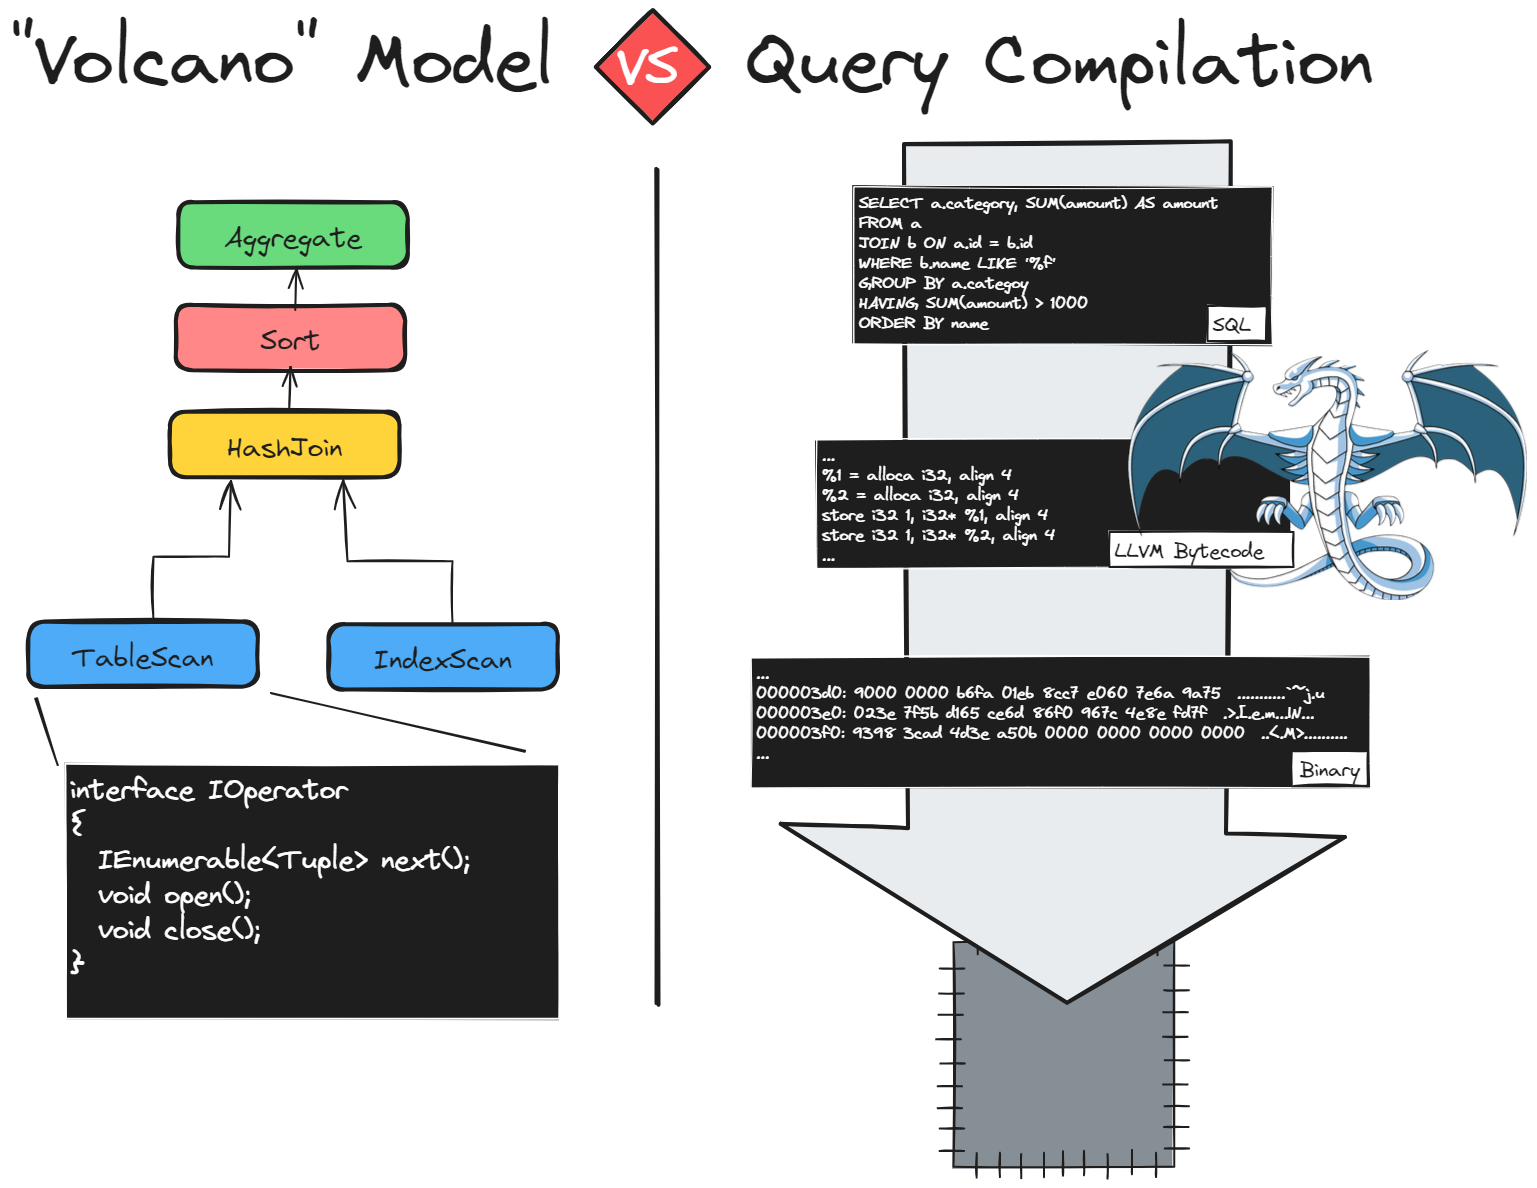 "Volcano" Model
VS
Query Compilation
Aggregate
Sort
HashJoin
TableScan
IndexScan
interface IOperator
{
IEnumerable<Tuple> next();
void open();
void close();
}
SELECT a.category, SUM(amount) AS amount
FROM a
JOIN b ON a.id = b.id
WHERE b.name LIKE '%f'
GROUP BY a.categoy
HAVING SUM(amount) > 1000
ORDER BY name
SQL
...
%1 = alloca i32, align 4
%2 = alloca i32, align 4
store i32 1, i32* %1, align 4
store i32 1, i32* %2, align 4
...
LLVM Bytecode
...
000003d0: 9000 0000 b6fa 01eb 8cc7 e060 7e6a 9a75 ...........`~j.u
000003e0: 023e 7f5b d165 ce6d 86f0 967c 4e8e fd7f .>.[.e.m...|N...
000003f0: 9398 3cad 4d3e a50b 0000 0000 0000 0000 ..<.M>..........
...
Binary